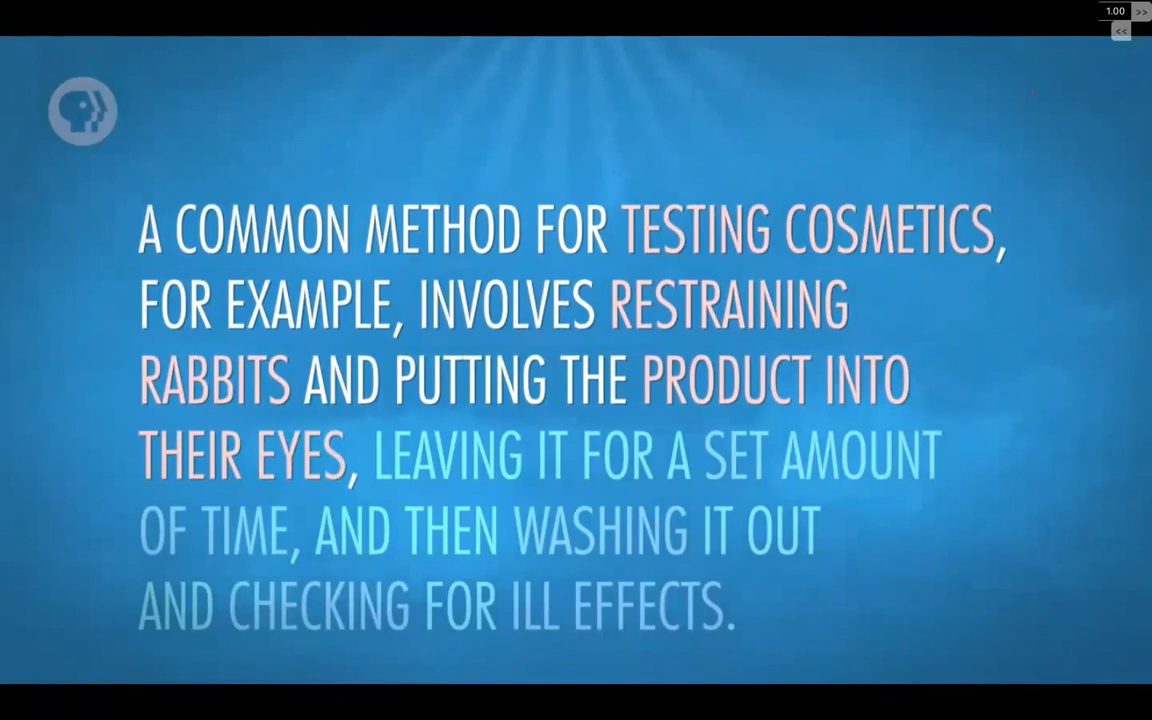 1.00 >>
<<
A COMMON METHOD FOR TESTING COSMETICS,
FOR EXAMPLE, INVOLVES RESTRAINING
RABBITS AND PUTTING THE PRODUCT INTO
THEIR EYES, LEAVING IT FOR A SET AMOUNT
OF TIME, AND THEN WASHING IT OUT
AND CHECKING FOR ILL EFFECTS.